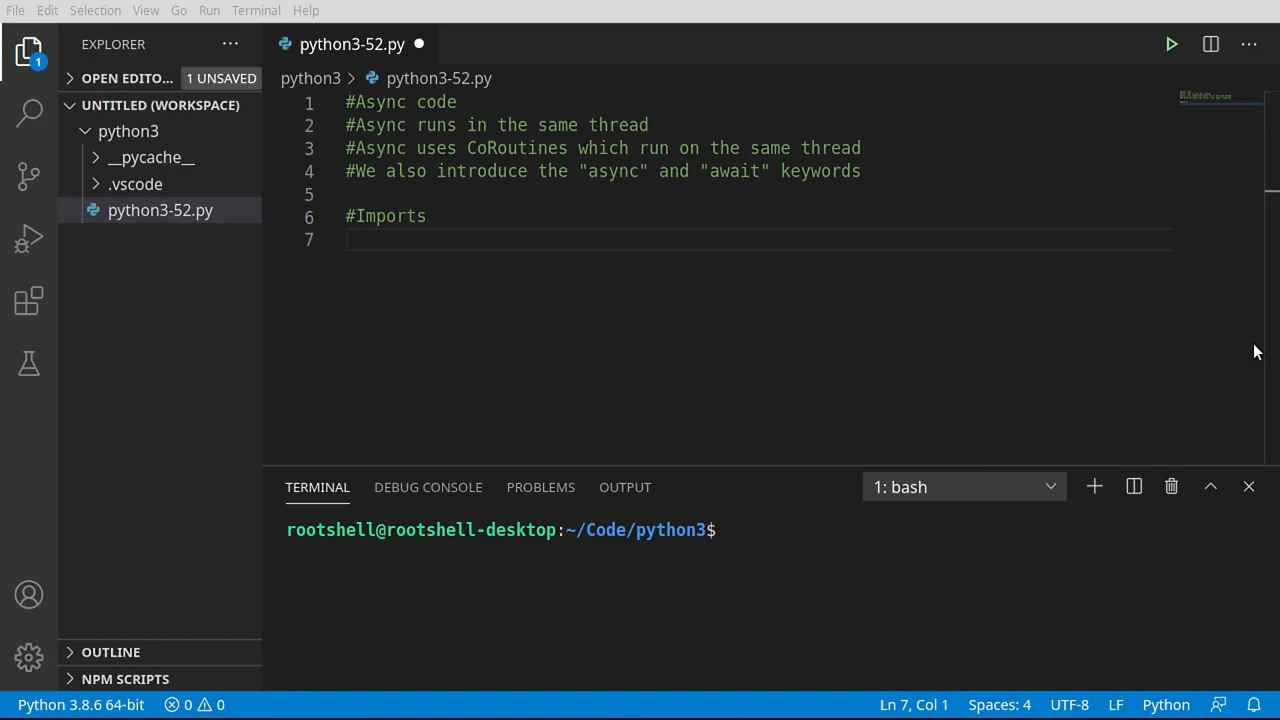 File Edit Selection View Go Run Terminal Help
EXPLORER
python3-52.py
OPEN EDITO... 1 UNSAVED
UNTITLED (WORKSPACE)
python3
__pycache__
.vscode
python3-52.py
OUTLINE
NPM SCRIPTS
1
python3 > python3-52.py
1 #Async code
2 #Async runs in the same thread
3 #Async uses CoRoutines which run on the same thread
4 #We also introduce the "async" and "await" keywords
5
6 #Imports
7
TERMINAL DEBUG CONSOLE PROBLEMS OUTPUT 1: bash
rootshell@rootshell-desktop:~/Code/python3$
Python 3.8.6 64-bit 0 0 Ln 7, Col 1 Spaces: 4 UTF-8 LF Python